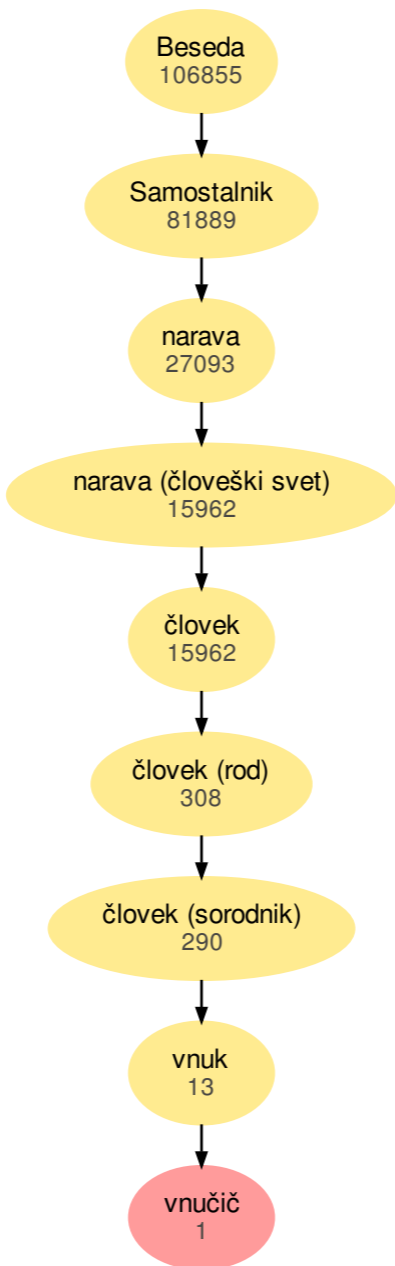 Beseda
106855
Samostalnik
81889
narava
27093
narava (človeški svet)
15962
človek
15962
človek (rod)
308
človek (sorodnik)
290
vnuk
13
vnučič
1